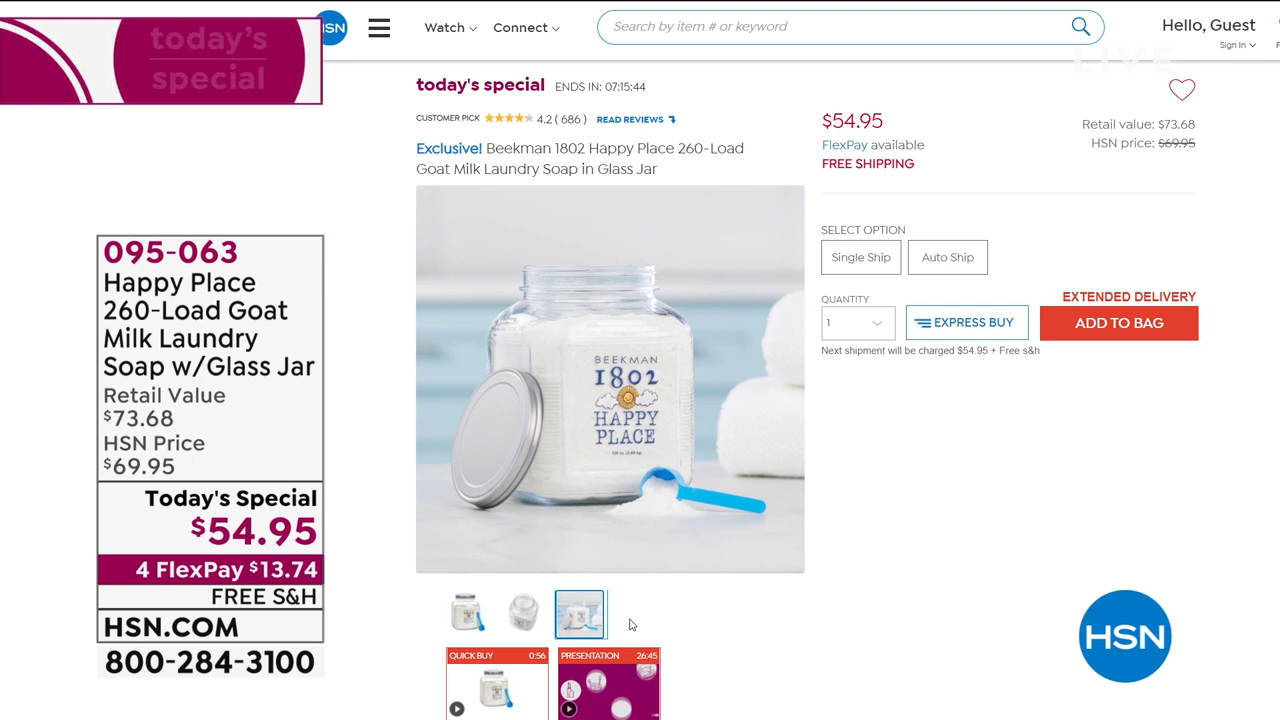 today's
special
HSN
Watch
Connect
Search by item # or keyword
Hello, Guest
Sign In
LIVE
today's special ENDS IN: 07:15:44
CUSTOMER PICK 4.2 ( 686 ) READ REVIEWS
Exclusive! Beekman 1802 Happy Place 260-Load
Goat Milk Laundry Soap in Glass Jar
$54.95
FlexPay available
FREE SHIPPING
Retail value: $73.68
HSN price: $69.95
SELECT OPTION
Single Ship
Auto Ship
QUANTITY
1
EXPRESS BUY
EXTENDED DELIVERY
ADD TO BAG
Next shipment will be charged $54.95 + Free s&h
BEEKMAN
1802
HAPPY
PLACE
095-063
Happy Place
260-Load Goat
Milk Laundry
Soap w/Glass Jar
Retail Value
$73.68
HSN Price
$69.95
Today's Special
$54.95
4 FlexPay $13.74
FREE S&H
HSN.COM
800-284-3100
QUICK BUY 0:56
PRESENTATION 26:45
HSN